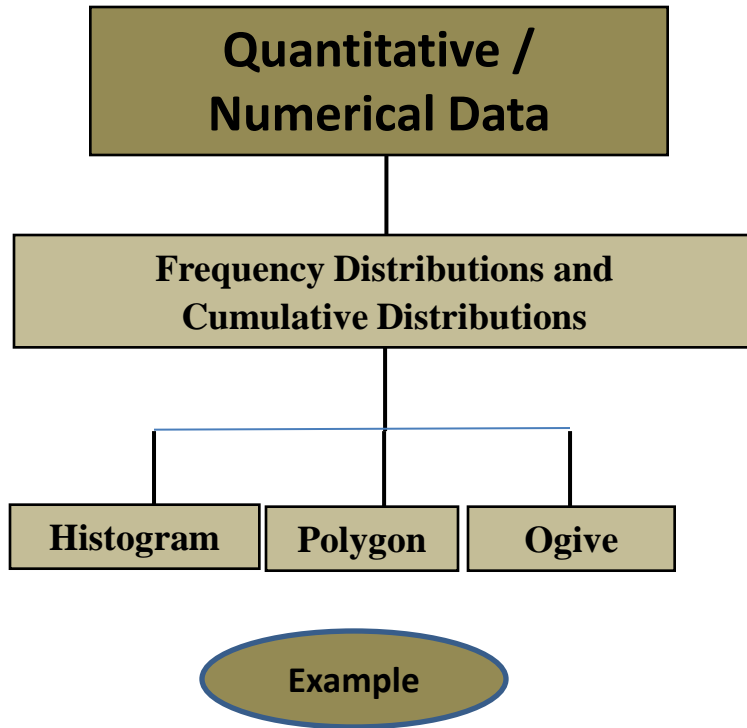 Quantitative /
Numerical Data
Frequency Distributions and
Cumulative Distributions
Histogram
Polygon
Ogive
Example